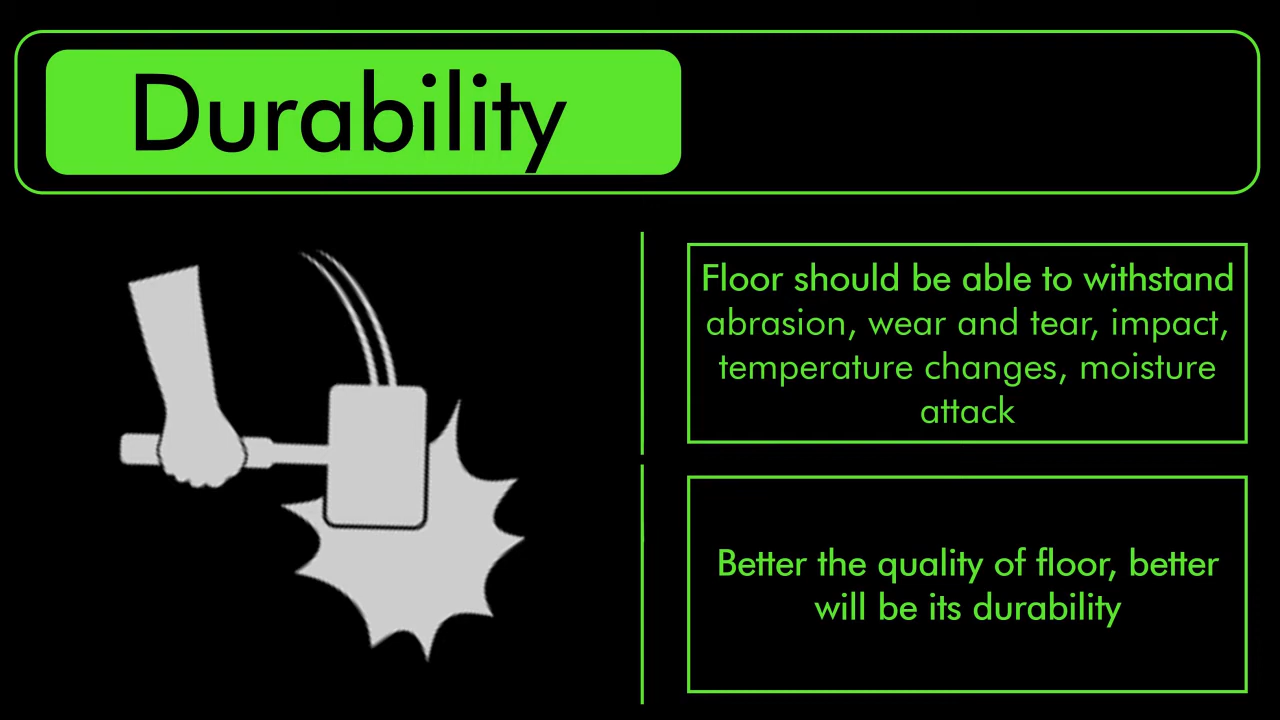 Durability
Floor should be able to withstand
abrasion, wear and tear, impact,
temperature changes, moisture
attack
Better the quality of floor, better
will be its durability